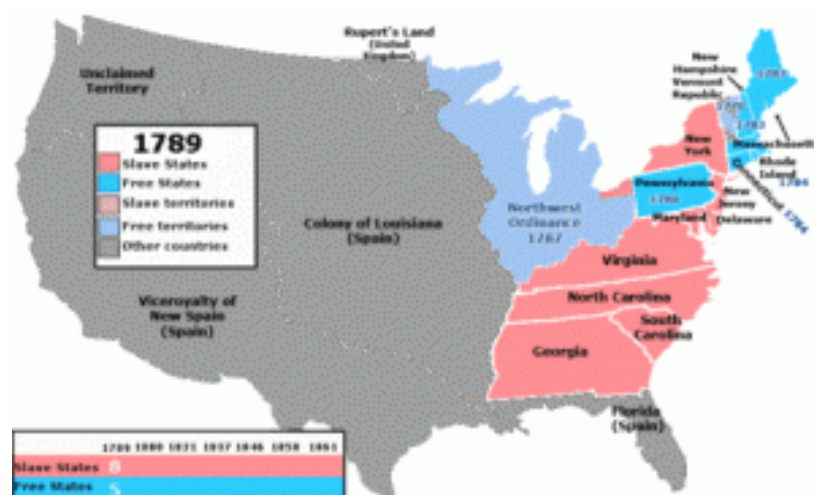 Rupert's Land
(United
Kingdom)
Unclaimed
Territory
New
Hampshire
Vermont
Republic
1783
1789
Slave States
Free States
Slave territories
Free territories
Other countries
New
York
Massachusetts
Rhode
Island
1784
Connecticut 1784
Pennsylvania
1780
New
Jersey
Maryland
Delaware
Northwest
Ordinance
1787
Colony of Louisiana
(Spain)
Virginia
Viceroyalty of
New Spain
(Spain)
North Carolina
South
Carolina
Georgia
Florida
(Spain)
1789 1800 1821 1837 1846 1858 1861
Slave States 8
Free States 5